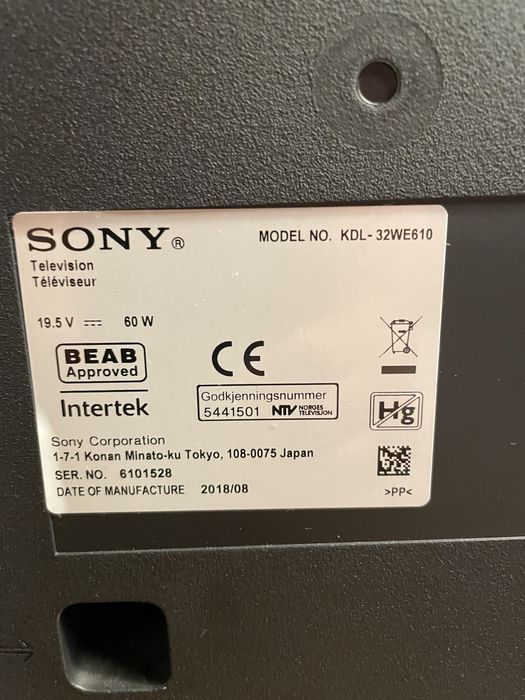 SONY®
MODEL NO. KDL-32WE610
Television
Téléviseur
19.5 V 60 W
BEAB
Approved
CE
Intertek
Godkjenningsnummer
5441501 NTV NORGES TELEVISJON
Hg
Sony Corporation
1-7-1 Konan Minato-ku Tokyo, 108-0075 Japan
SER. NO. 6101528
DATE OF MANUFACTURE 2018/08
>PP<